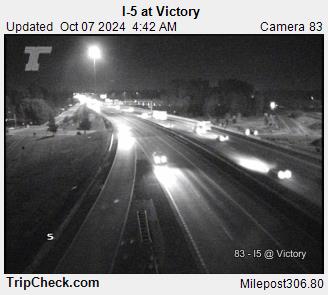 I-5 at Victory
Updated Oct 07 2024 4:42 AM Camera 83
T
S
83 - I5 @ Victory
TripCheck.com Milepost306.80